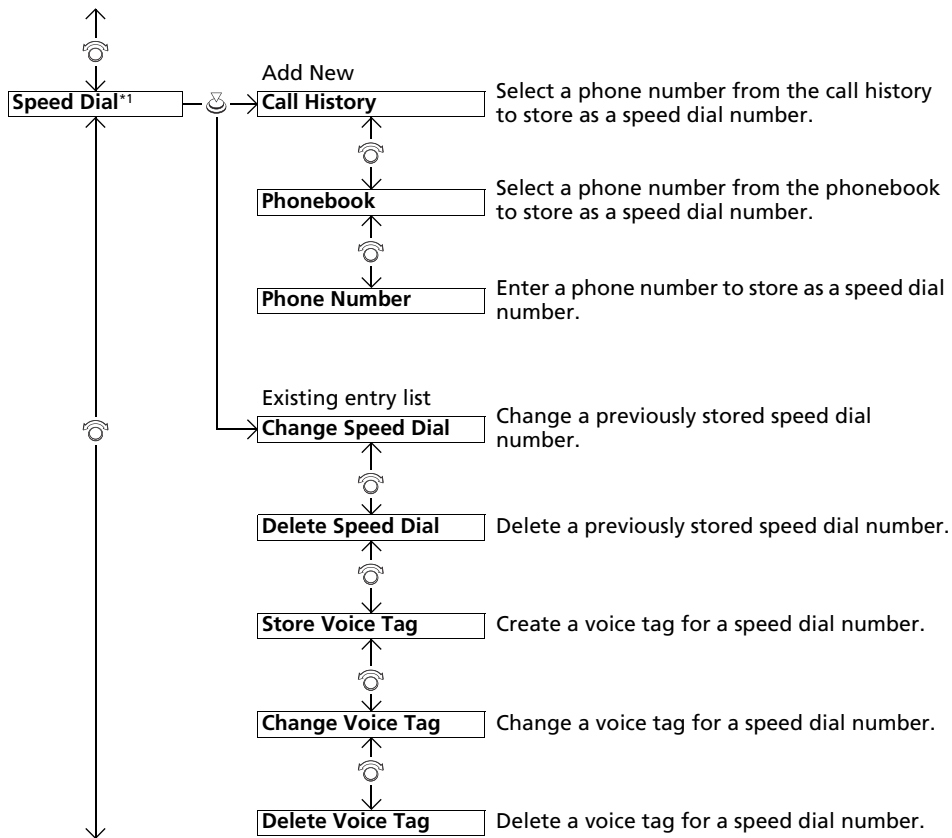 Speed Dial*1
Add New
Call History
Select a phone number from the call history
to store as a speed dial number.
Phonebook
Select a phone number from the phonebook
to store as a speed dial number.
Phone Number
Enter a phone number to store as a speed dial
number.
Existing entry list
Change Speed Dial
Change a previously stored speed dial
number.
Delete Speed Dial
Delete a previously stored speed dial number.
Store Voice Tag
Create a voice tag for a speed dial number.
Change Voice Tag
Change a voice tag for a speed dial number.
Delete Voice Tag
Delete a voice tag for a speed dial number.